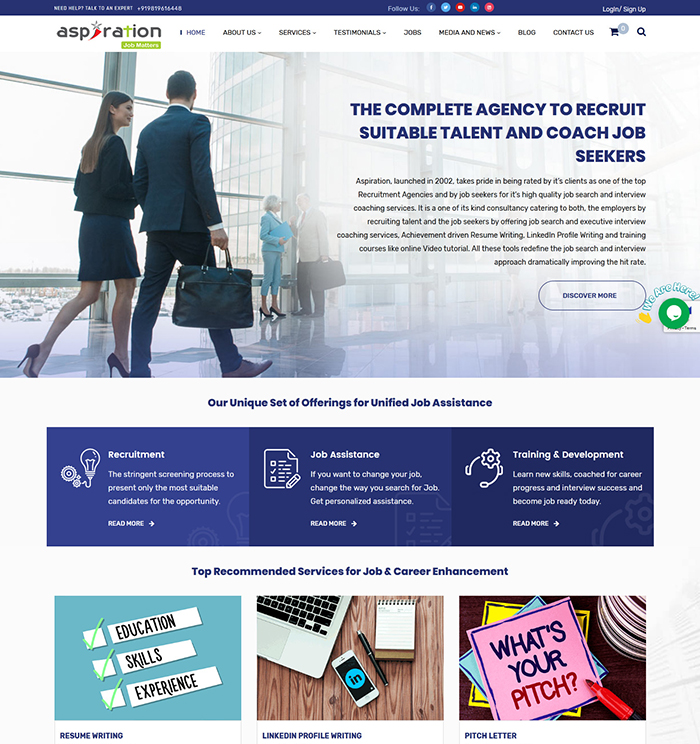 NEED HELP? TALK TO AN EXPERT +919819616448
Follow Us:
Login/ Sign Up
aspiration
Job Matters
HOME
ABOUT US
SERVICES
TESTIMONIALS
JOBS
MEDIA AND NEWS
BLOG
CONTACT US
0
THE COMPLETE AGENCY TO RECRUIT
SUITABLE TALENT AND COACH JOB
SEEKERS
Aspiration, launched in 2002, takes pride in being rated by it's clients as one of the top
Recruitment Agencies and by job seekers for it's high quality job search and interview
coaching services. It is a one of its kind consultancy catering to both, the employers by
recruiting talent and the job seekers by offering job search and executive interview
coaching services, Achievement driven Resume Writing, LinkedIn Profile Writing and training
courses like online Video tutorial. All these tools redefine the job search and interview
approach dramatically improving the hit rate.
DISCOVER MORE
We Are Here!
Privacy - Terms
Our Unique Set of Offerings for Unified Job Assistance
Recruitment
The stringent screening process to
present only the most suitable
candidates for the opportunity.
READ MORE
Job Assistance
If you want to change your job,
change the way you search for Job.
Get personalized assistance.
READ MORE
Training & Development
Learn new skills, coached for career
progress and interview success and
become job ready today.
READ MORE
Top Recommended Services for Job & Career Enhancement
EDUCATION
SKILLS
EXPERIENCE
in
WHAT'S
YOUR
PITCH?
RESUME WRITING
LINKEDIN PROFILE WRITING
PITCH LETTER